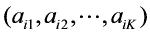 (a_{i1}, a_{i2}, ⋯, a_{iK})